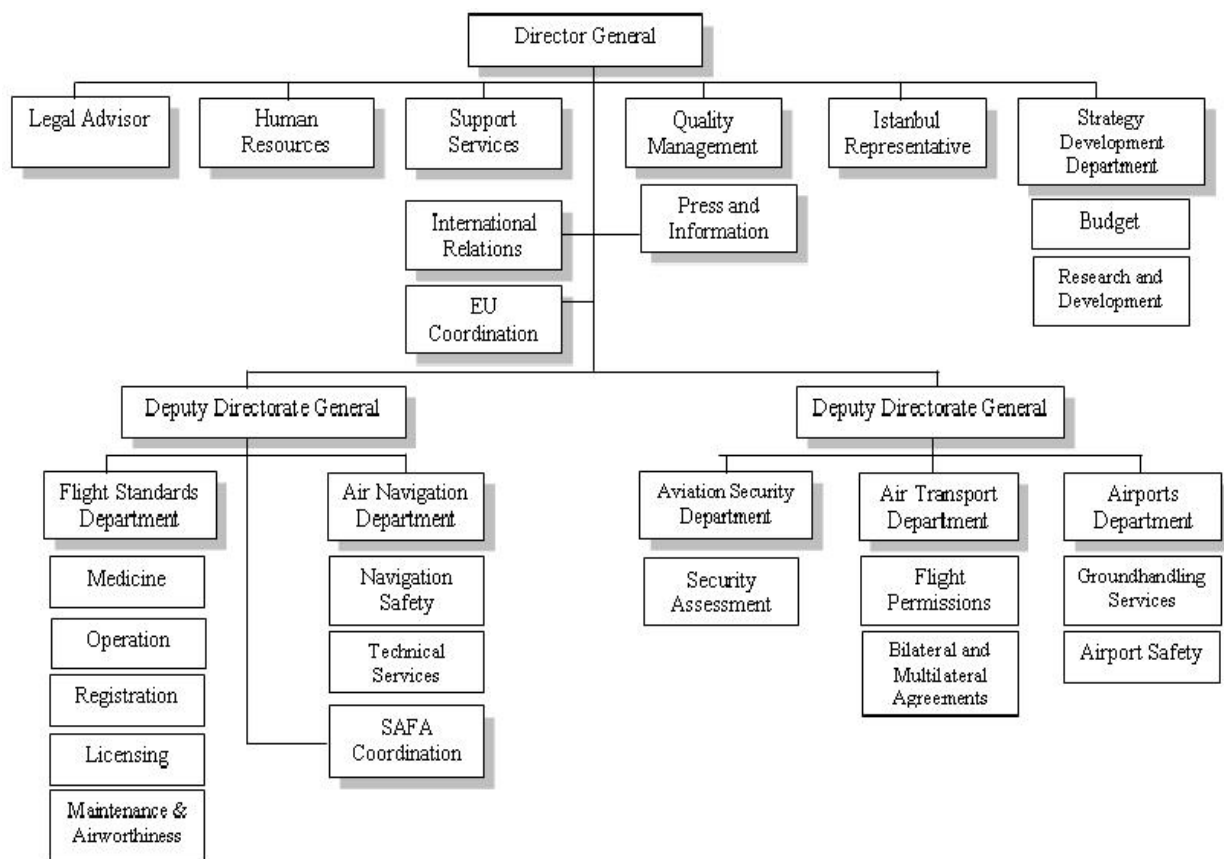 Director General
Legal Advisor
Human
Resources
Support
Services
Quality
Management
Istanbul
Representative
Strategy
Development
Department
International
Relations
Press and
Information
Budget
EU
Coordination
Research and
Development
Deputy Directorate General
Deputy Directorate General
Flight Standards
Department
Air Navigation
Department
Aviation Security
Department
Air Transport
Department
Airports
Department
Medicine
Operation
Registration
Licensing
Maintenance &
Airworthiness
Navigation
Safety
Technical
Services
SAFA
Coordination
Security
Assessment
Flight
Permissions
Bilateral and
Multilateral
Agreements
Groundhandling
Services
Airport Safety